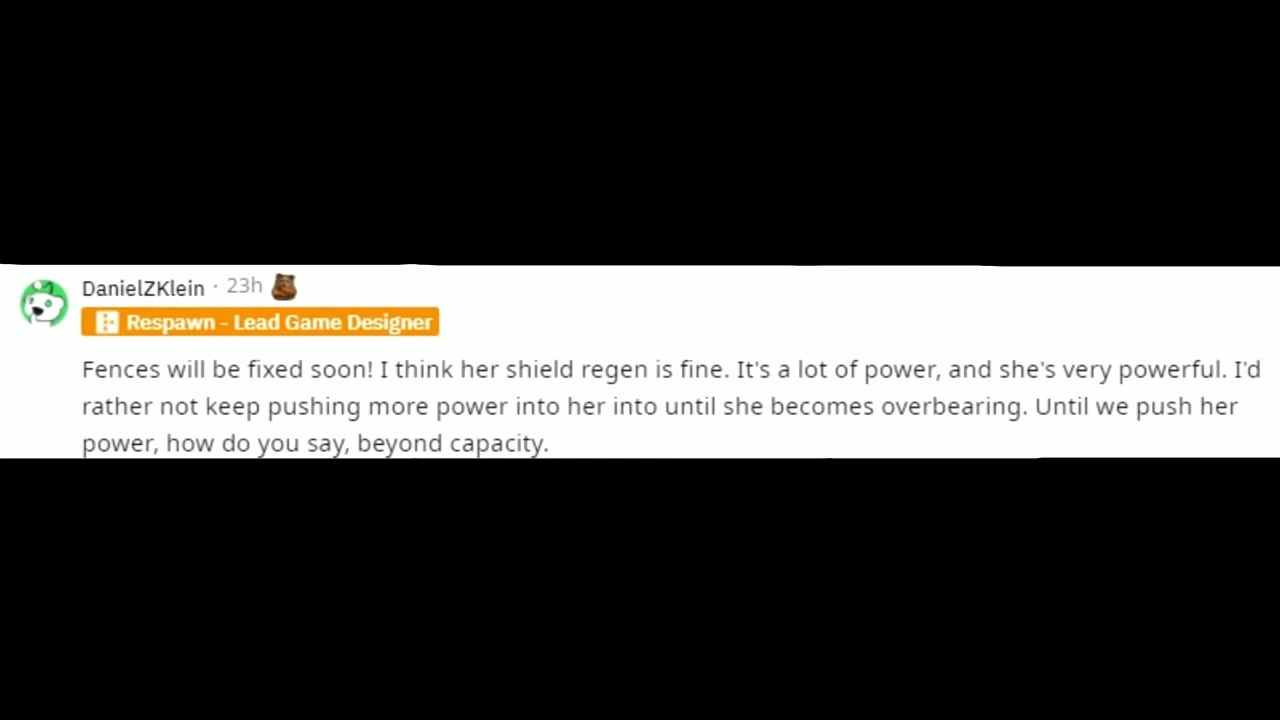 DanielZKlein · 23h
Respawn - Lead Game Designer
Fences will be fixed soon! I think her shield regen is fine. It's a lot of power, and she's very powerful. I'd
rather not keep pushing more power into her into until she becomes overbearing. Until we push her
power, how do you say, beyond capacity.